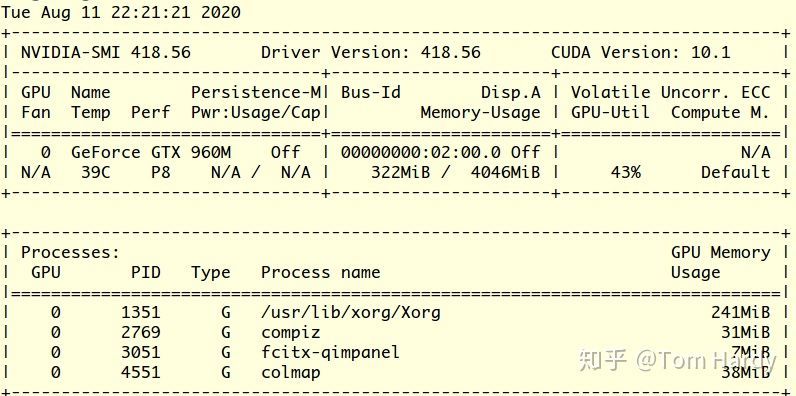 Tue Aug 11 22:21:21 2020
+-----------------------------------------------------------------------------+
| NVIDIA-SMI 418.56       Driver Version: 418.56       CUDA Version: 10.1     |
|-------------------------------+----------------------+----------------------+
| GPU  Name        Persistence-M| Bus-Id        Disp.A | Volatile Uncorr. ECC |
| Fan  Temp  Perf  Pwr:Usage/Cap|         Memory-Usage | GPU-Util  Compute M. |
|===============================+======================+======================|
|   0  GeForce GTX 960M    Off  | 00000000:02:00.0 Off |                  N/A |
| N/A   39C    P8    N/A /  N/A |    322MiB /  4046MiB |     43%      Default |
+-------------------------------+----------------------+----------------------+

+-----------------------------------------------------------------------------+
| Processes:                                                       GPU Memory |
|  GPU       PID   Type   Process name                             Usage      |
|=============================================================================|
|    0      1351      G   /usr/lib/xorg/Xorg                           241MiB |
|    0      2769      G   compiz                                        31MiB |
|    0      3051      G   fcitx-qimpanel                                 7MiB |
|    0      4551      G   colmap                                        38MiB |
+-----------------------------------------------------------------------------+
知乎 @Tom Hardy